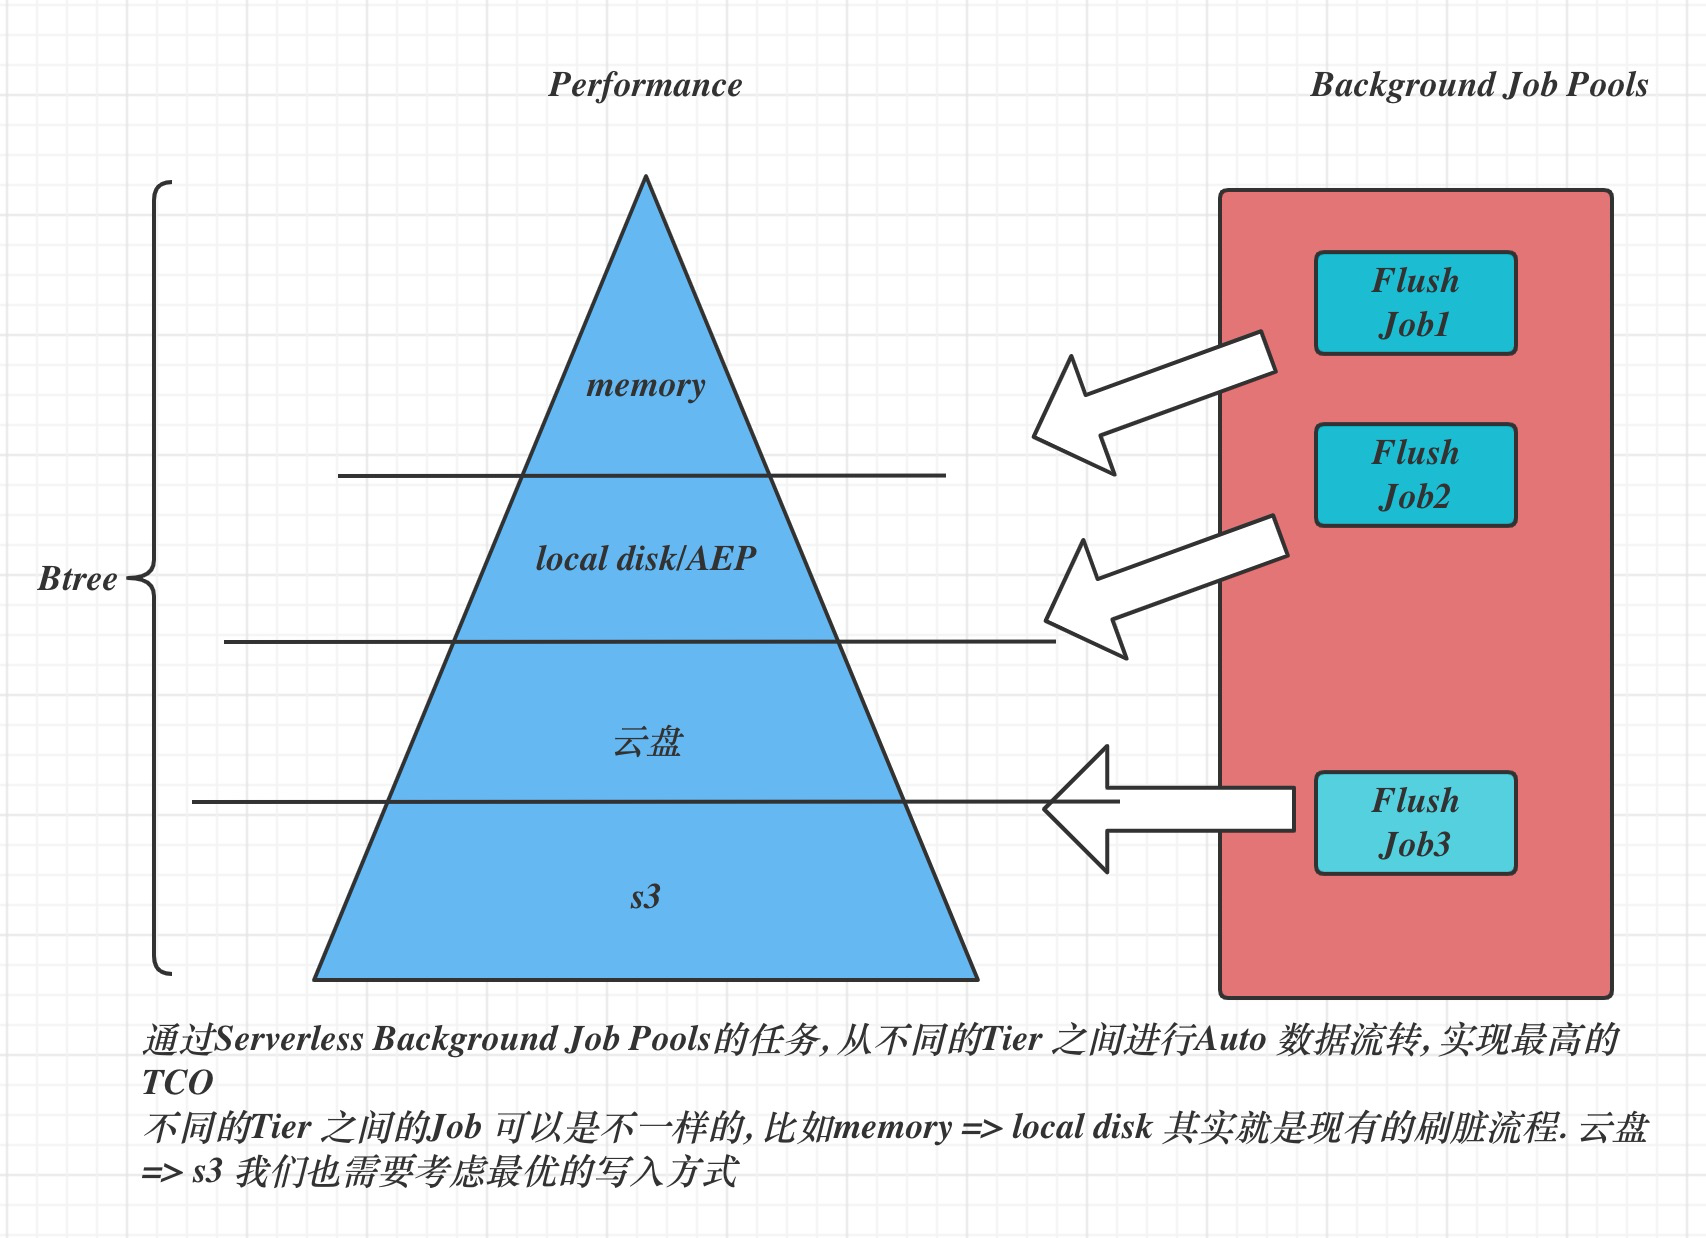 Performance
Background Job Pools
Flush
Job1
memory
Flush
Job2
local disk/AEP
Btree
云盘
Flush
Job3
s3
通过Serverless Background Job Pools的任务, 从不同的Tier 之间进行Auto 数据流转, 实现最高的
TCO
不同的Tier 之间的Job 可以是不一样的, 比如memory => local disk 其实就是现有的刷脏流程. 云盘
=> s3 我们也需要考虑最优的写入方式